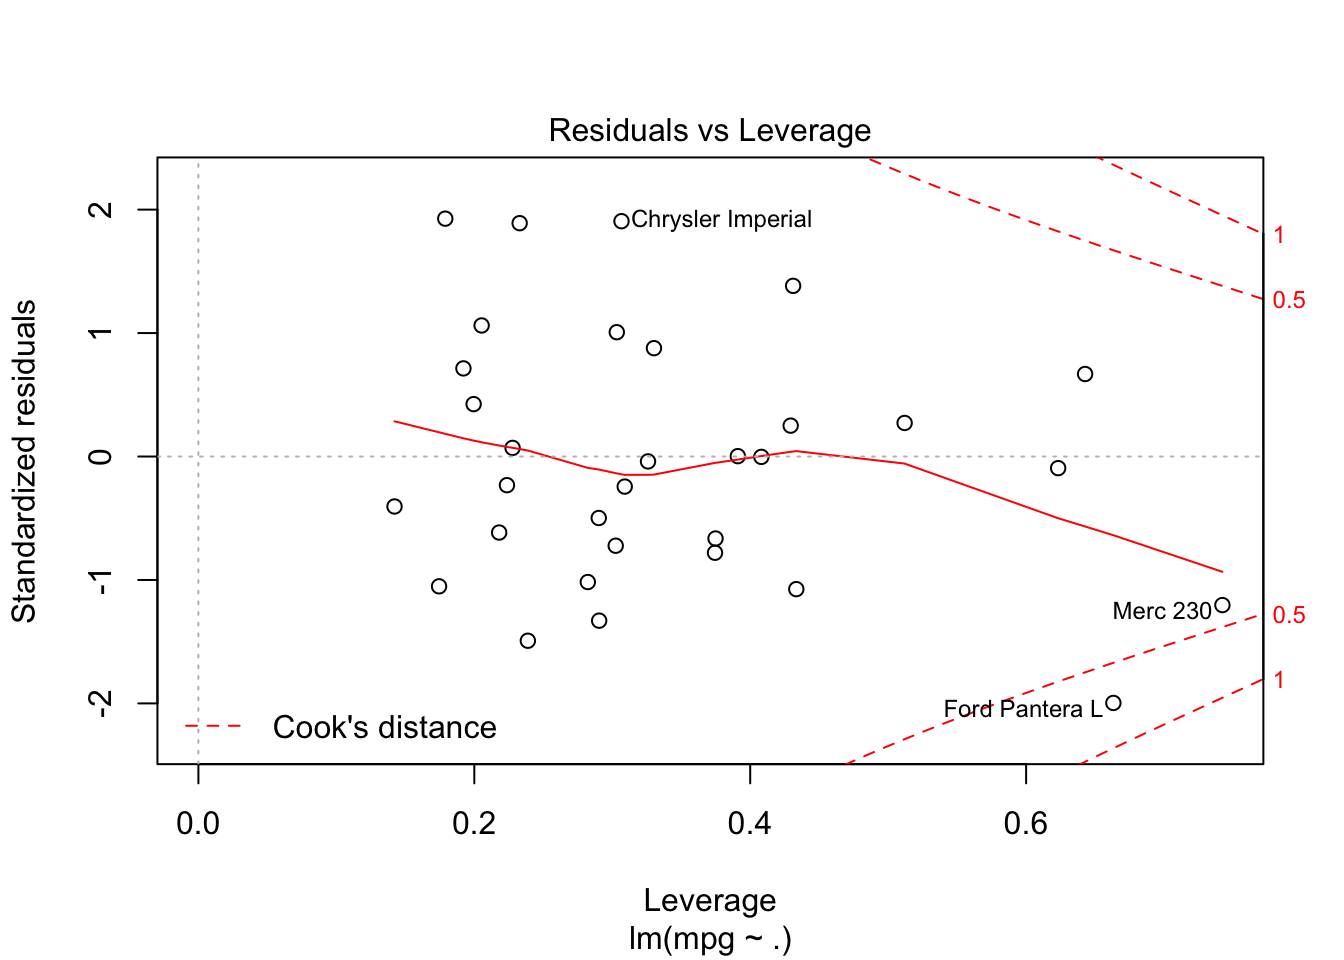 Residuals vs Leverage
Standardized residuals
2
1
0
-1
-2
Chrysler Imperial
Merc 230
Ford Pantera L
1
0.5
0.5
1
Cook's distance
0.0 0.2 0.4 0.6
Leverage
lm(mpg ~ .)